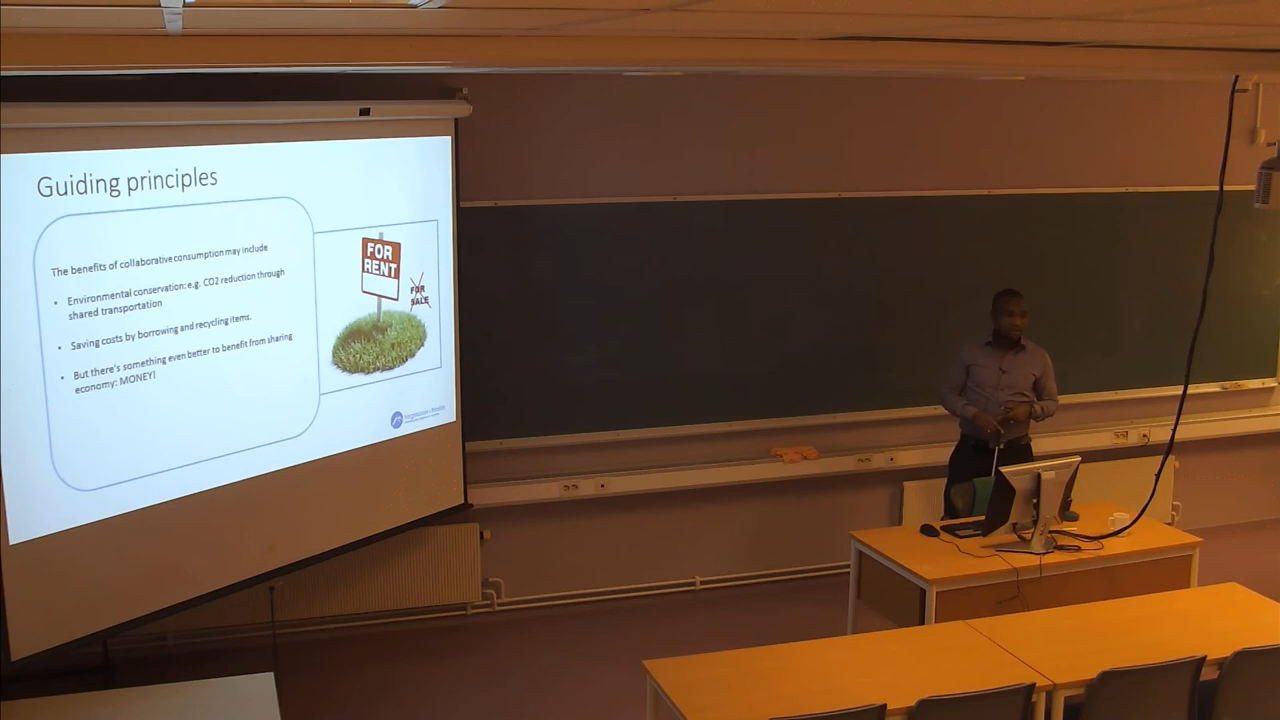 Guiding principles
The benefits of collaborative consumption may include
• Environmental conservation: e.g. CO2 reduction through
shared transportation
• Saving costs by borrowing and recycling items.
• But there's something even better to benefit from sharing
economy: MONEY!
FOR
RENT
FOR
SALE